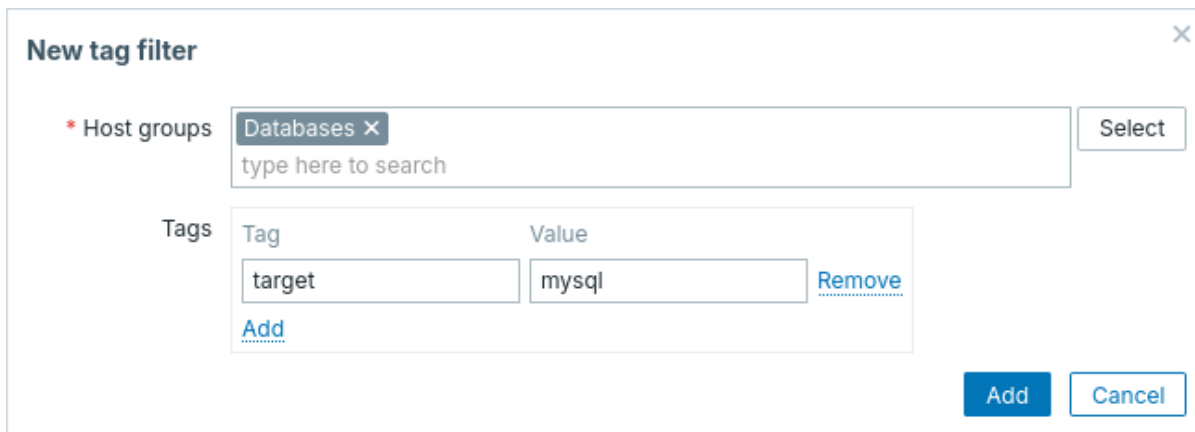 New tag filter
* Host groups
Databases
Select
type here to search
Tags
Tag Value
target mysql Remove
Add
Add Cancel